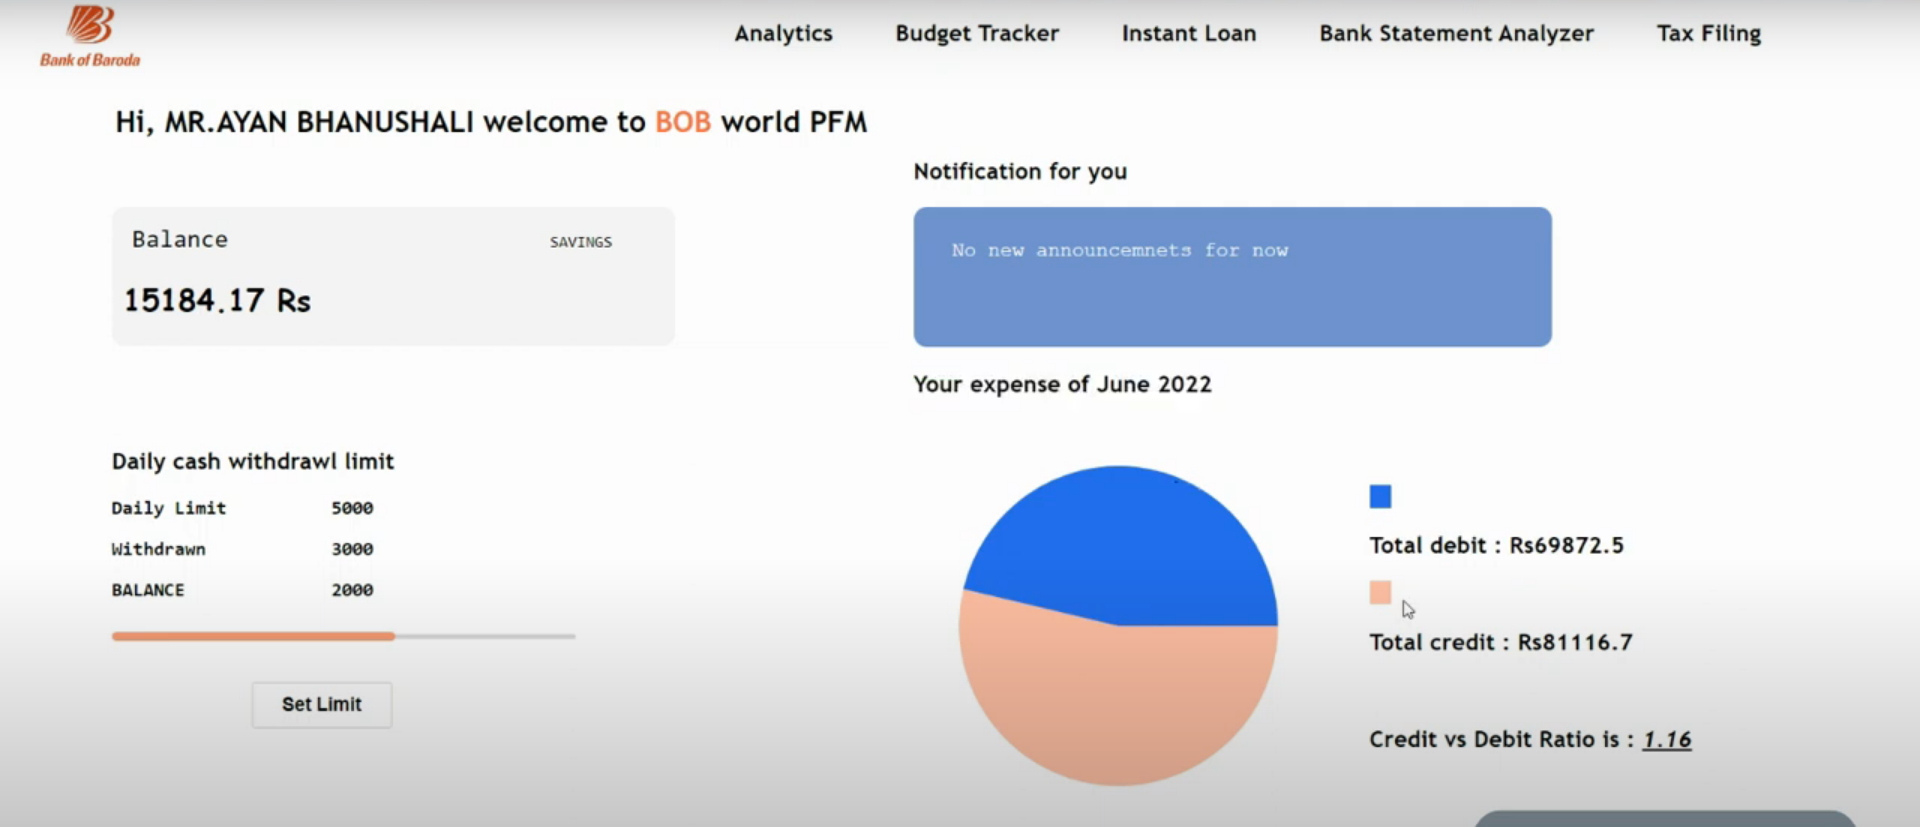 Bank of Baroda
Analytics Budget Tracker Instant Loan Bank Statement Analyzer Tax Filing
Hi, MR.AYAN BHANUSHALI welcome to BOB world PFM
Balance SAVINGS
15184.17 Rs
Notification for you
No new announcemnets for now
Daily cash withdrawl limit
Daily Limit 5000
Withdrawn 3000
BALANCE 2000
Set Limit
Your expense of June 2022
Total debit : Rs69872.5
Total credit : Rs81116.7
Credit vs Debit Ratio is : 1.16